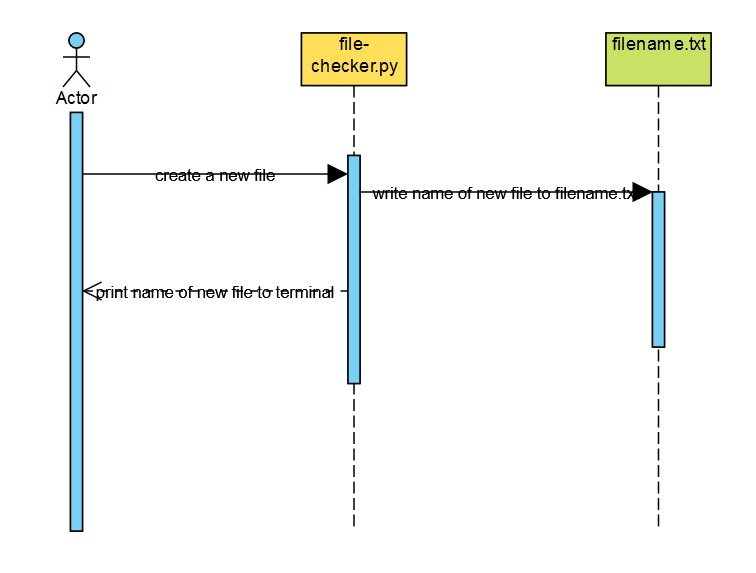 file-
checker.py
filename.txt
Actor
create a new file
write name of new file to filename.txt
print name of new file to terminal